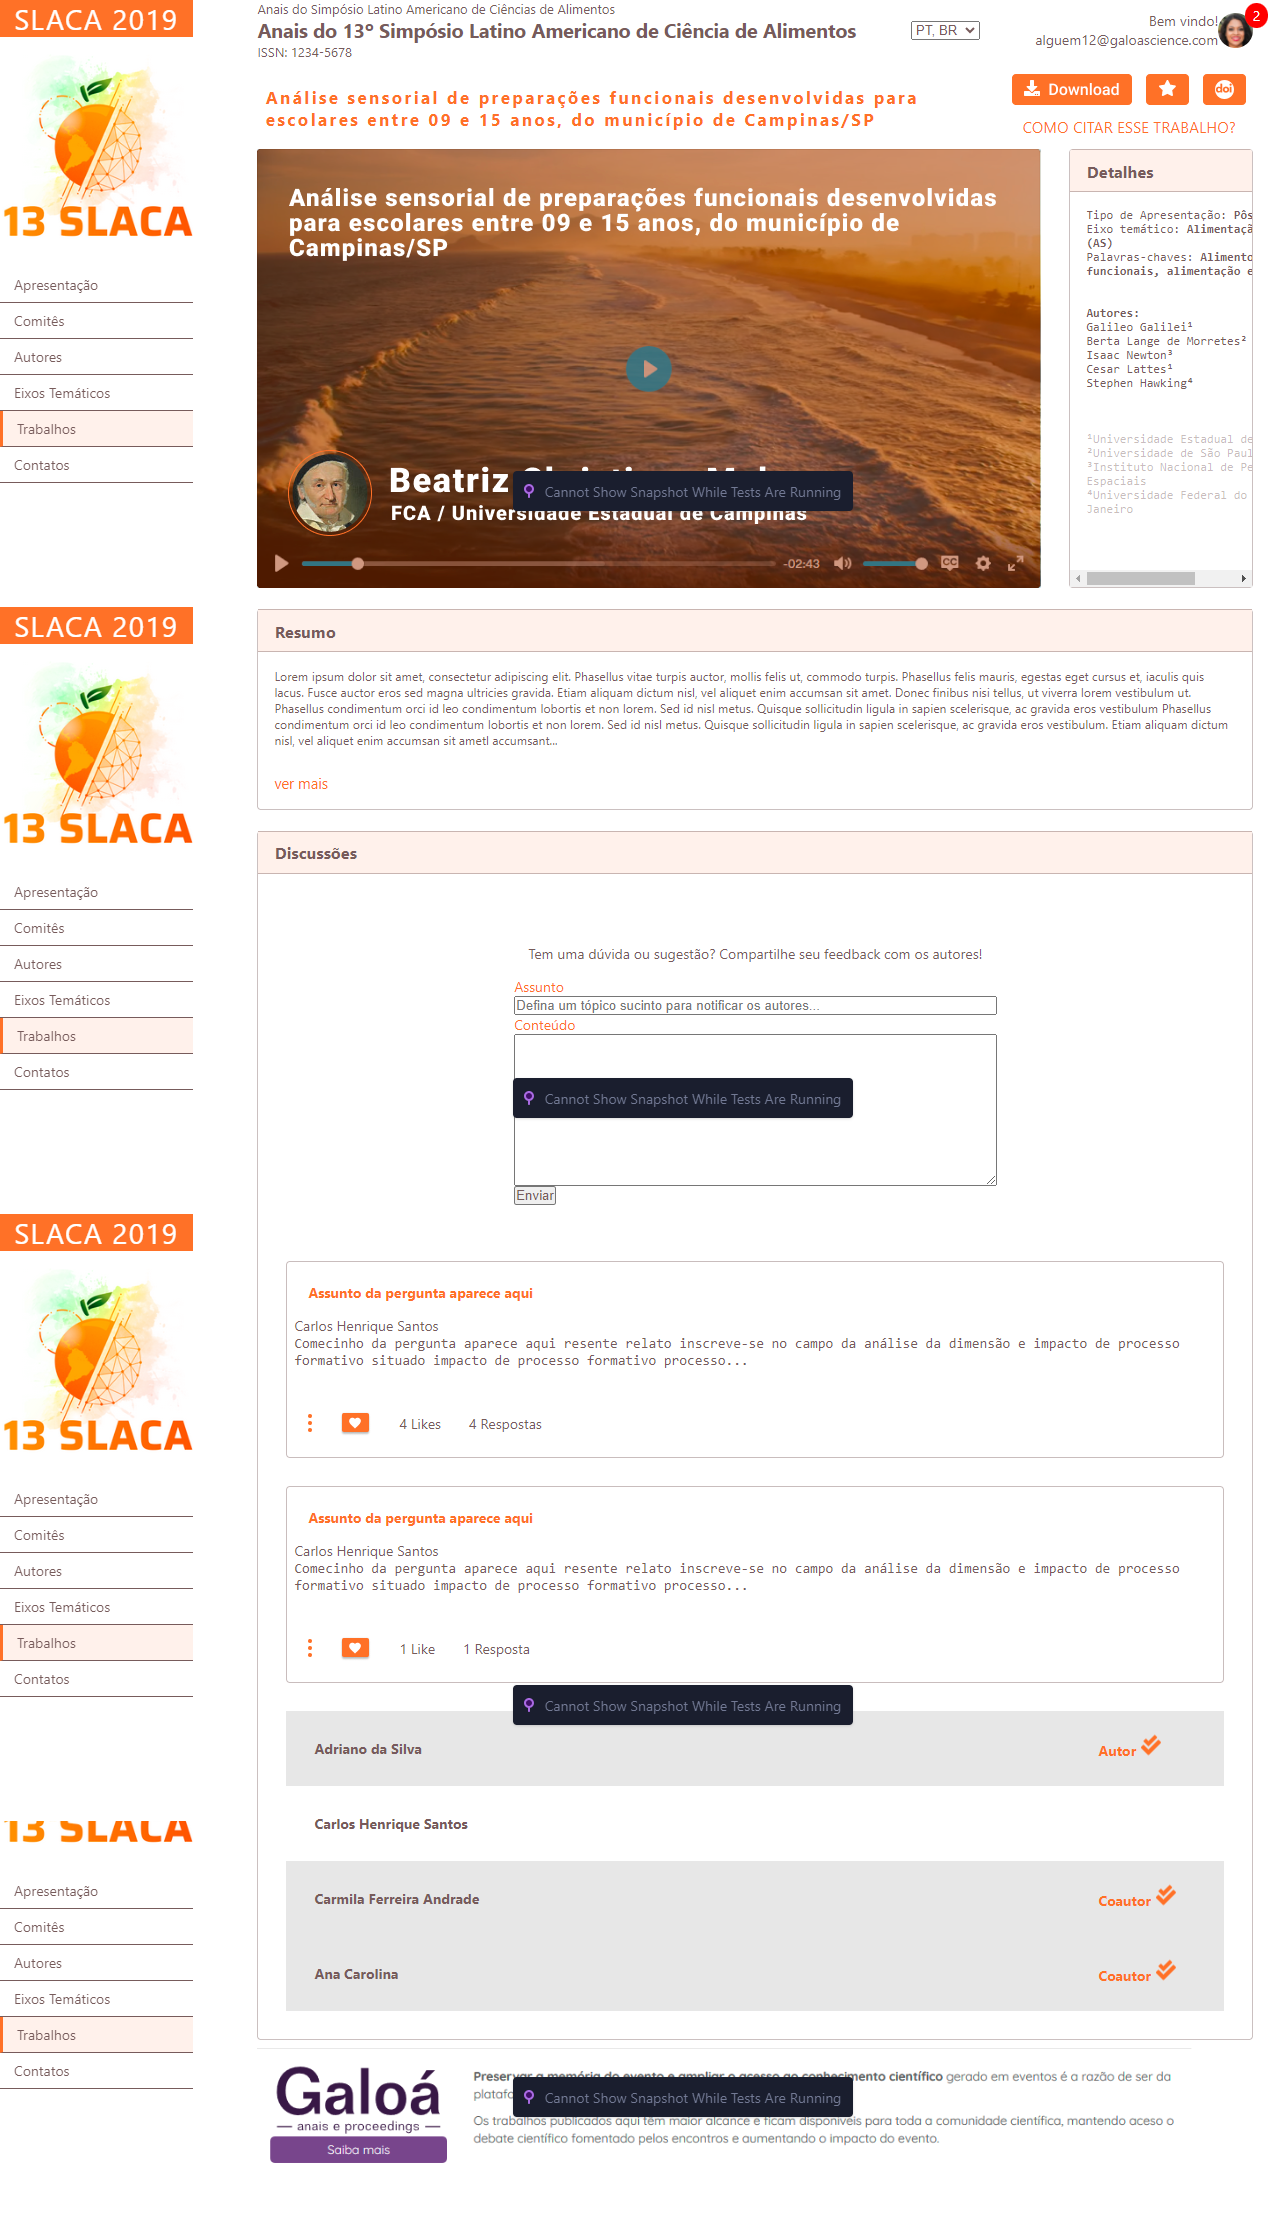 SLACA 2019
13 SLACA
Apresentação
Comitês
Autores
Eixos Temáticos
Trabalhos
Contatos
Anais do Simpósio Latino Americano de Ciências de Alimentos
Anais do 13º Simpósio Latino Americano de Ciência de Alimentos
ISSN: 1234-5678
PT, BR
Bem vindo!
alguem12@galoascience.com
2
Análise sensorial de preparações funcionais desenvolvidas para
escolares entre 09 e 15 anos, do município de Campinas/SP
Download
doi
COMO CITAR ESSE TRABALHO?
Análise sensorial de preparações funcionais desenvolvidas
para escolares entre 09 e 15 anos, do município de
Campinas/SP
Beatriz
Cannot Show Snapshot While Tests Are Running
FCA / Universidade Estadual de Campinas
-02:43
CC
Detalhes
Tipo de Apresentação: Pôs
Eixo temático: Alimentaçã
(AS)
Palavras-chaves: Alimento
funcionais, alimentação e
Autores:
Galileo Galilei¹
Berta Lange de Morretes²
Isaac Newton³
Cesar Lattes¹
Stephen Hawking⁴
¹Universidade Estadual de
²Universidade de São Paul
³Instituto Nacional de Pe
Espaciais
⁴Universidade Federal do
Janeiro
SLACA 2019
13 SLACA
Apresentação
Comitês
Autores
Eixos Temáticos
Trabalhos
Contatos
Resumo
Lorem ipsum dolor sit amet, consectetur adipiscing elit. Phasellus vitae turpis auctor, mollis felis ut, commodo turpis. Phasellus felis mauris, egestas eget cursus et, iaculis quis
lacus. Fusce auctor eros sed magna ultricies gravida. Etiam aliquam dictum nisl, vel aliquet enim accumsan sit amet. Donec finibus nisi tellus, ut viverra lorem vestibulum ut.
Phasellus condimentum orci id leo condimentum lobortis et non lorem. Sed id nisl metus. Quisque sollicitudin ligula in sapien scelerisque, ac gravida eros vestibulum Phasellus
condimentum orci id leo condimentum lobortis et non lorem. Sed id nisl metus. Quisque sollicitudin ligula in sapien scelerisque, ac gravida eros vestibulum. Etiam aliquam dictum
nisl, vel aliquet enim accumsan sit ametl accumsant...
ver mais
Discussões
Tem uma dúvida ou sugestão? Compartilhe seu feedback com os autores!
Assunto
Defina um tópico sucinto para notificar os autores...
Conteúdo
Cannot Show Snapshot While Tests Are Running
Enviar
SLACA 2019
13 SLACA
Apresentação
Comitês
Autores
Eixos Temáticos
Trabalhos
Contatos
Assunto da pergunta aparece aqui
Carlos Henrique Santos
Comecinho da pergunta aparece aqui resente relato inscreve-se no campo da análise da dimensão e impacto de processo
formativo situado impacto de processo formativo processo...
4 Likes
4 Respostas
Assunto da pergunta aparece aqui
Carlos Henrique Santos
Comecinho da pergunta aparece aqui resente relato inscreve-se no campo da análise da dimensão e impacto de processo
formativo situado impacto de processo formativo processo...
1 Like
1 Resposta
Cannot Show Snapshot While Tests Are Running
Adriano da Silva
Autor
Carlos Henrique Santos
Carmila Ferreira Andrade
Coautor
Ana Carolina
Coautor
13 SLACA
Apresentação
Comitês
Autores
Eixos Temáticos
Trabalhos
Contatos
Galoá
anais e proceedings
Saiba mais
Preservar a memória do evento e ampliar o acesso ao conhecimento científico gerado em eventos é a razão de ser da
Cannot Show Snapshot While Tests Are Running
Os trabalhos publicados aqui têm maior alcance e ficam disponíveis para toda a comunidade científica, mantendo aceso o
debate científico fomentado pelos encontros e aumentando o impacto do evento.